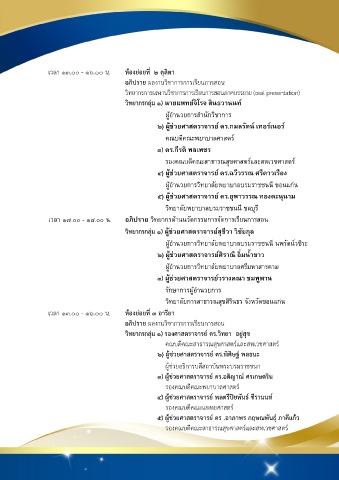 เวลา ๑๓.๐๐ - ๑๖.๐๐ น. ห้องย่อยที่ ๒ ดุสิตา
อภิปราย ผลงานวิชาการการเรียนการสอน
วิทยากรการผลงานวิชาการการเรียนการสอนภาคบรรยาย (oral presentation)
วิทยากรกลุ่ม ๑) นายแพทย์จิโรจ สินธวานนท์
ผู้อำนวยการสำนักวิชาการ
๒) ผู้ช่วยศาสตราจารย์ ดร.กมลรัตน์ เทอร์เนอร์
คณบดีคณะพยาบาลศาสตร์
๓) ดร.กีรติ พลเพชร
รองคณบดีคณะสาธารณสุขศาสตร์และสหเวชศาสตร์
๔) ผู้ช่วยศาสตราจารย์ ดร.ฉวีวรรณ ศรีดาวเรือง
ผู้อำนวยการวิทยาลัยพยาบาลบรมราชชนนี ขอนแก่น
๕) ผู้ช่วยศาสตราจารย์ ดร.ยุพาวรรณ ทองตะนุนาม
วิทยาลัยพยาบาลบรมราชชนนี ชลบุรี
เวลา ๑๗.๐๐ - ๑๘.๐๐ น. อภิปราย วิทยากรด้านนวัตกรรมการจัดการเรียนการสอน
วิทยากรกลุ่ม ๑) ผู้ช่วยศาสตราจารย์สุชีวา วิชัยกุล
ผู้อำนวยการวิทยาลัยพยาบาลบรมราชชนนี นพรัตน์วชิระ
๒) ผู้ช่วยศาสตราจารย์ศิราณี อิ่มน้ำขาว
ผู้อำนวยการวิทยาลัยพยาบาลศรีมหาสารคาม
๓) ผู้ช่วยศาสตราจารย์วรางคณา ชมพูพาน
รักษาการผู้อำนวยการ
วิทยาลัยการสาธารณสุขสิรินธร จังหวัดขอนแก่น
เวลา ๑๓.๐๐ - ๑๖.๐๐ น. ห้องย่อยที่ ๓ อารียา
อภิปราย ผลงานวิชาการการเรียนการสอน
วิทยากรกลุ่ม ๑) รองศาสตราจารย์ ดร.วิทยา อยู่สุข
คณบดีคณะสาธารณสุขศาสตร์และสหเวชศาสตร์
๒) ผู้ช่วยศาสตราจารย์ ดร.พิศิษฐ์ พลธนะ
ผู้ช่วยอธิการบดีสถาบันพระบรมราชชนก
๓) ผู้ช่วยศาสตราจารย์ ดร.อติญาณ์ ศรเกษตริน
รองคณบดีคณะพยาบาลศาสตร์
๔) ผู้ช่วยศาสตราจารย์ พลตรีปิยพันธ์ ชีรานนท์
รองคณบดีคณะแพทยศาสตร์
๕) ผู้ช่วยศาสตราจารย์ ดร .อาภาพร กฤษณพันธุ์ ภาคีแก้ว
รองคณบดีคณะสาธารณสุขศาสตร์และสหเวชศาสตร์